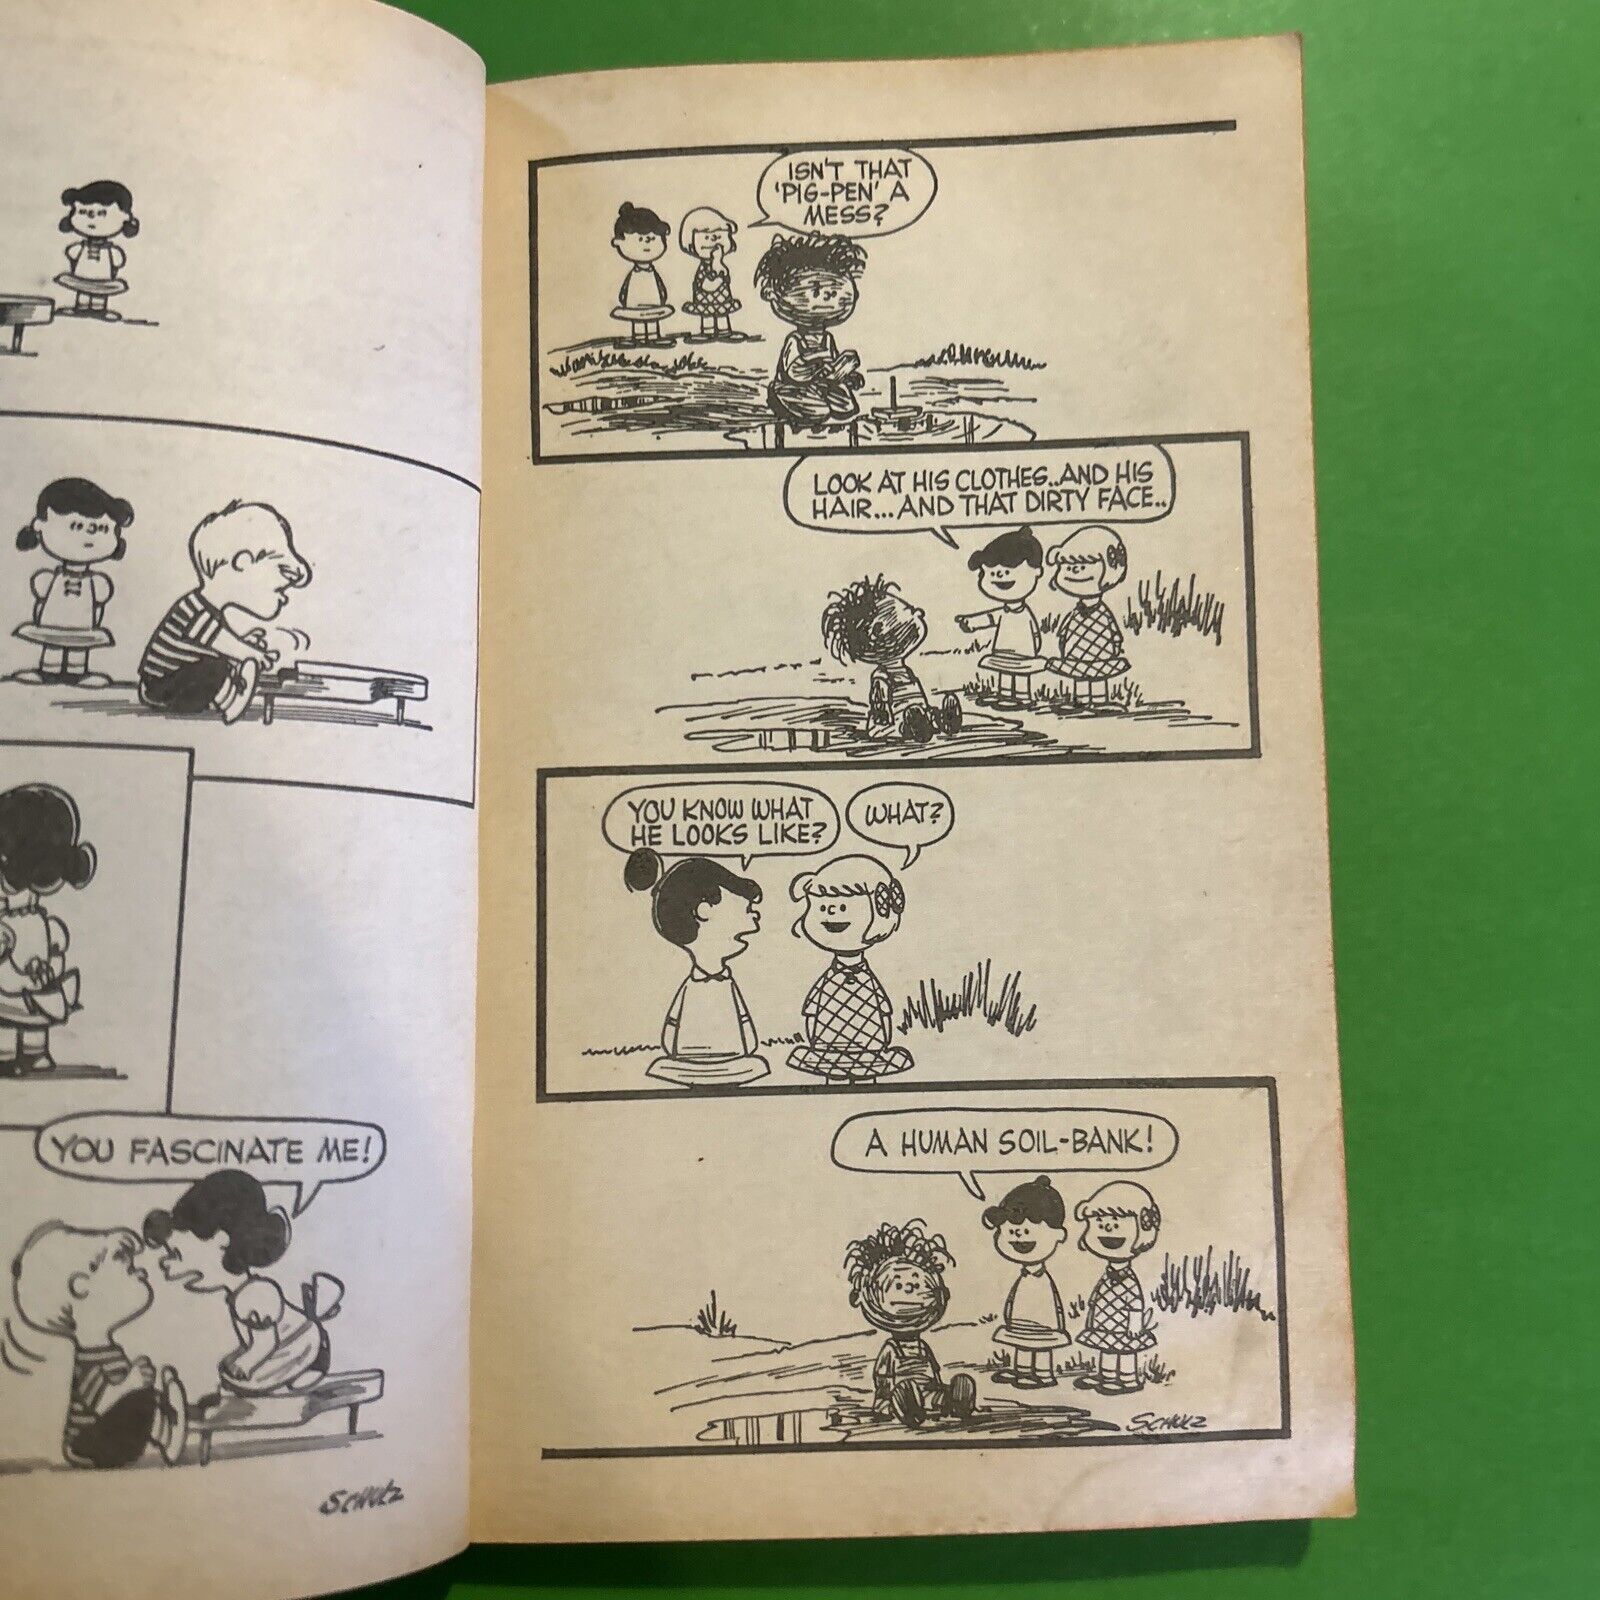 YOU FASCINATE ME!
SCHULZ
ISN'T THAT
'PIG-PEN' A
MESS?
LOOK AT HIS CLOTHES..AND HIS
HAIR...AND THAT DIRTY FACE..
YOU KNOW WHAT
HE LOOKS LIKE?
WHAT?
A HUMAN SOIL-BANK!
SCHULZ